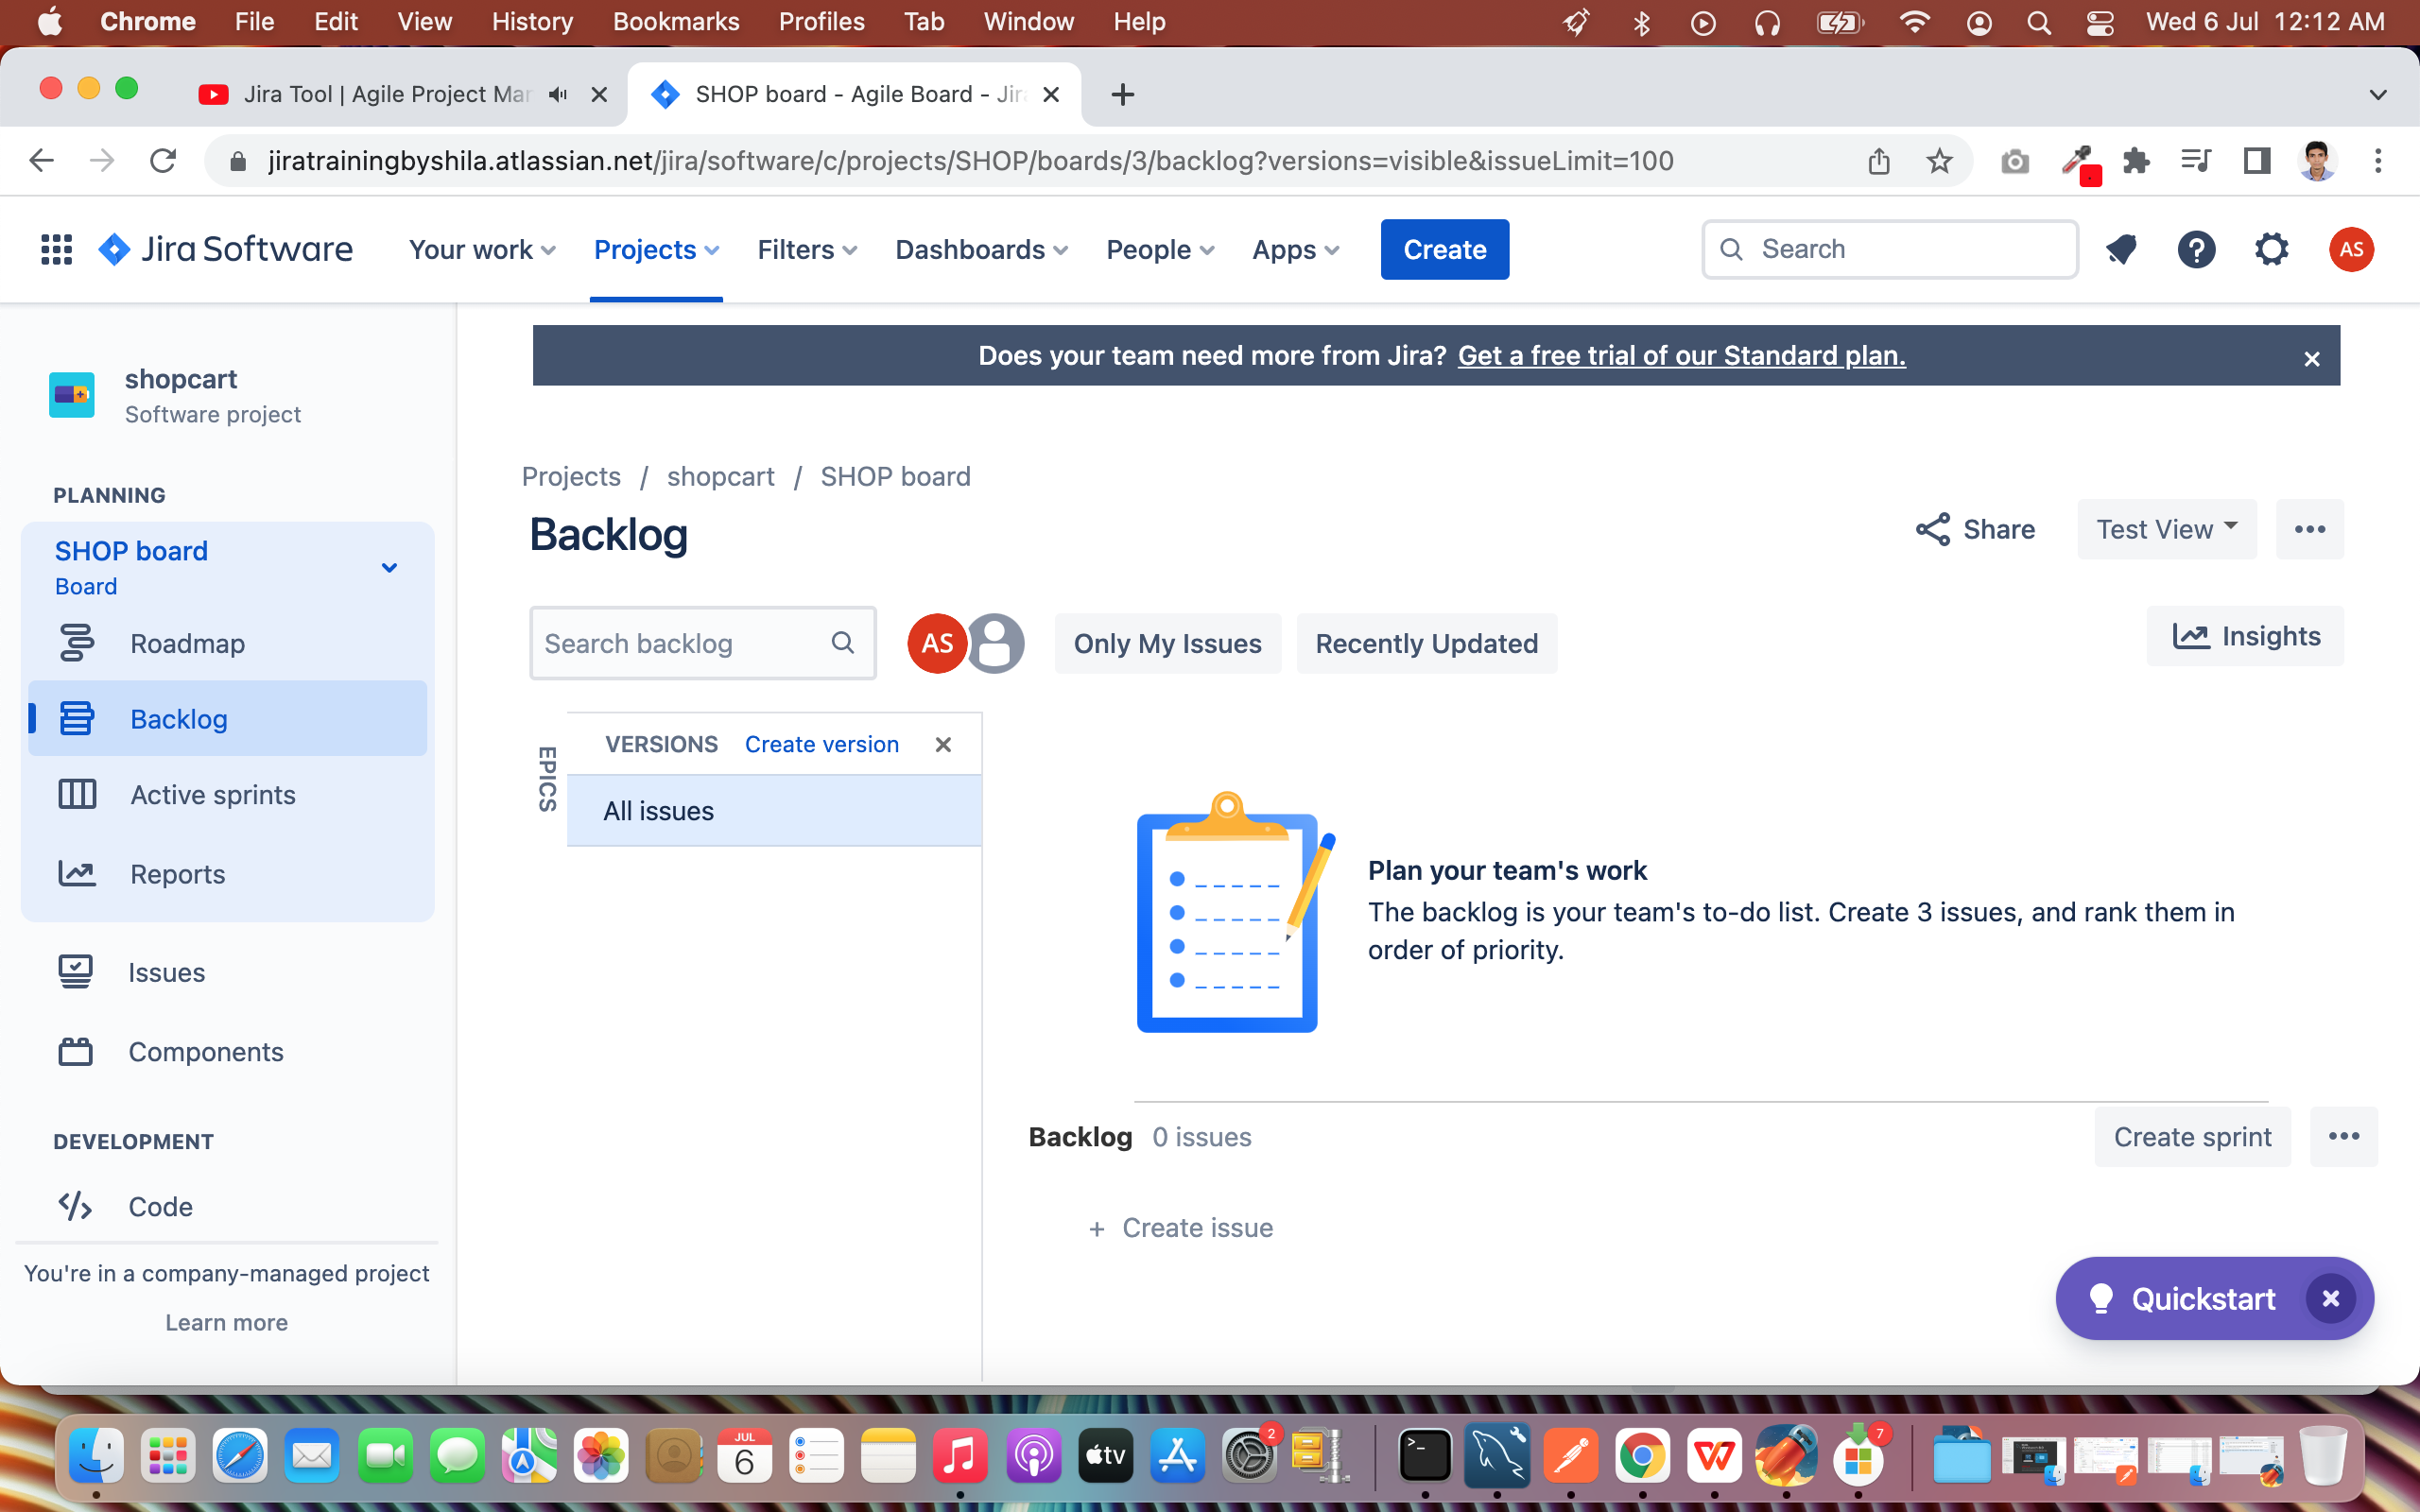 Chrome File Edit View History Bookmarks Profiles Tab Window Help Wed 6 Jul 12:12 AM
Jira Tool | Agile Project Mar
SHOP board - Agile Board - Jir
jiratrainingbyshila.atlassian.net/jira/software/c/projects/SHOP/boards/3/backlog?versions=visible&issueLimit=100
Jira Software Your work Projects Filters Dashboards People Apps Create Search AS
Does your team need more from Jira? Get a free trial of our Standard plan.
shopcart
Software project
PLANNING
SHOP board
Board
Roadmap
Backlog
Active sprints
Reports
Issues
Components
DEVELOPMENT
Code
You're in a company-managed project
Learn more
Projects / shopcart / SHOP board
Backlog
Share Test View
Search backlog AS Only My Issues Recently Updated Insights
EPICS
VERSIONS Create version
All issues
Plan your team's work
The backlog is your team's to-do list. Create 3 issues, and rank them in
order of priority.
Backlog 0 issues Create sprint
+ Create issue
Quickstart
JUL
6
tv
2
7